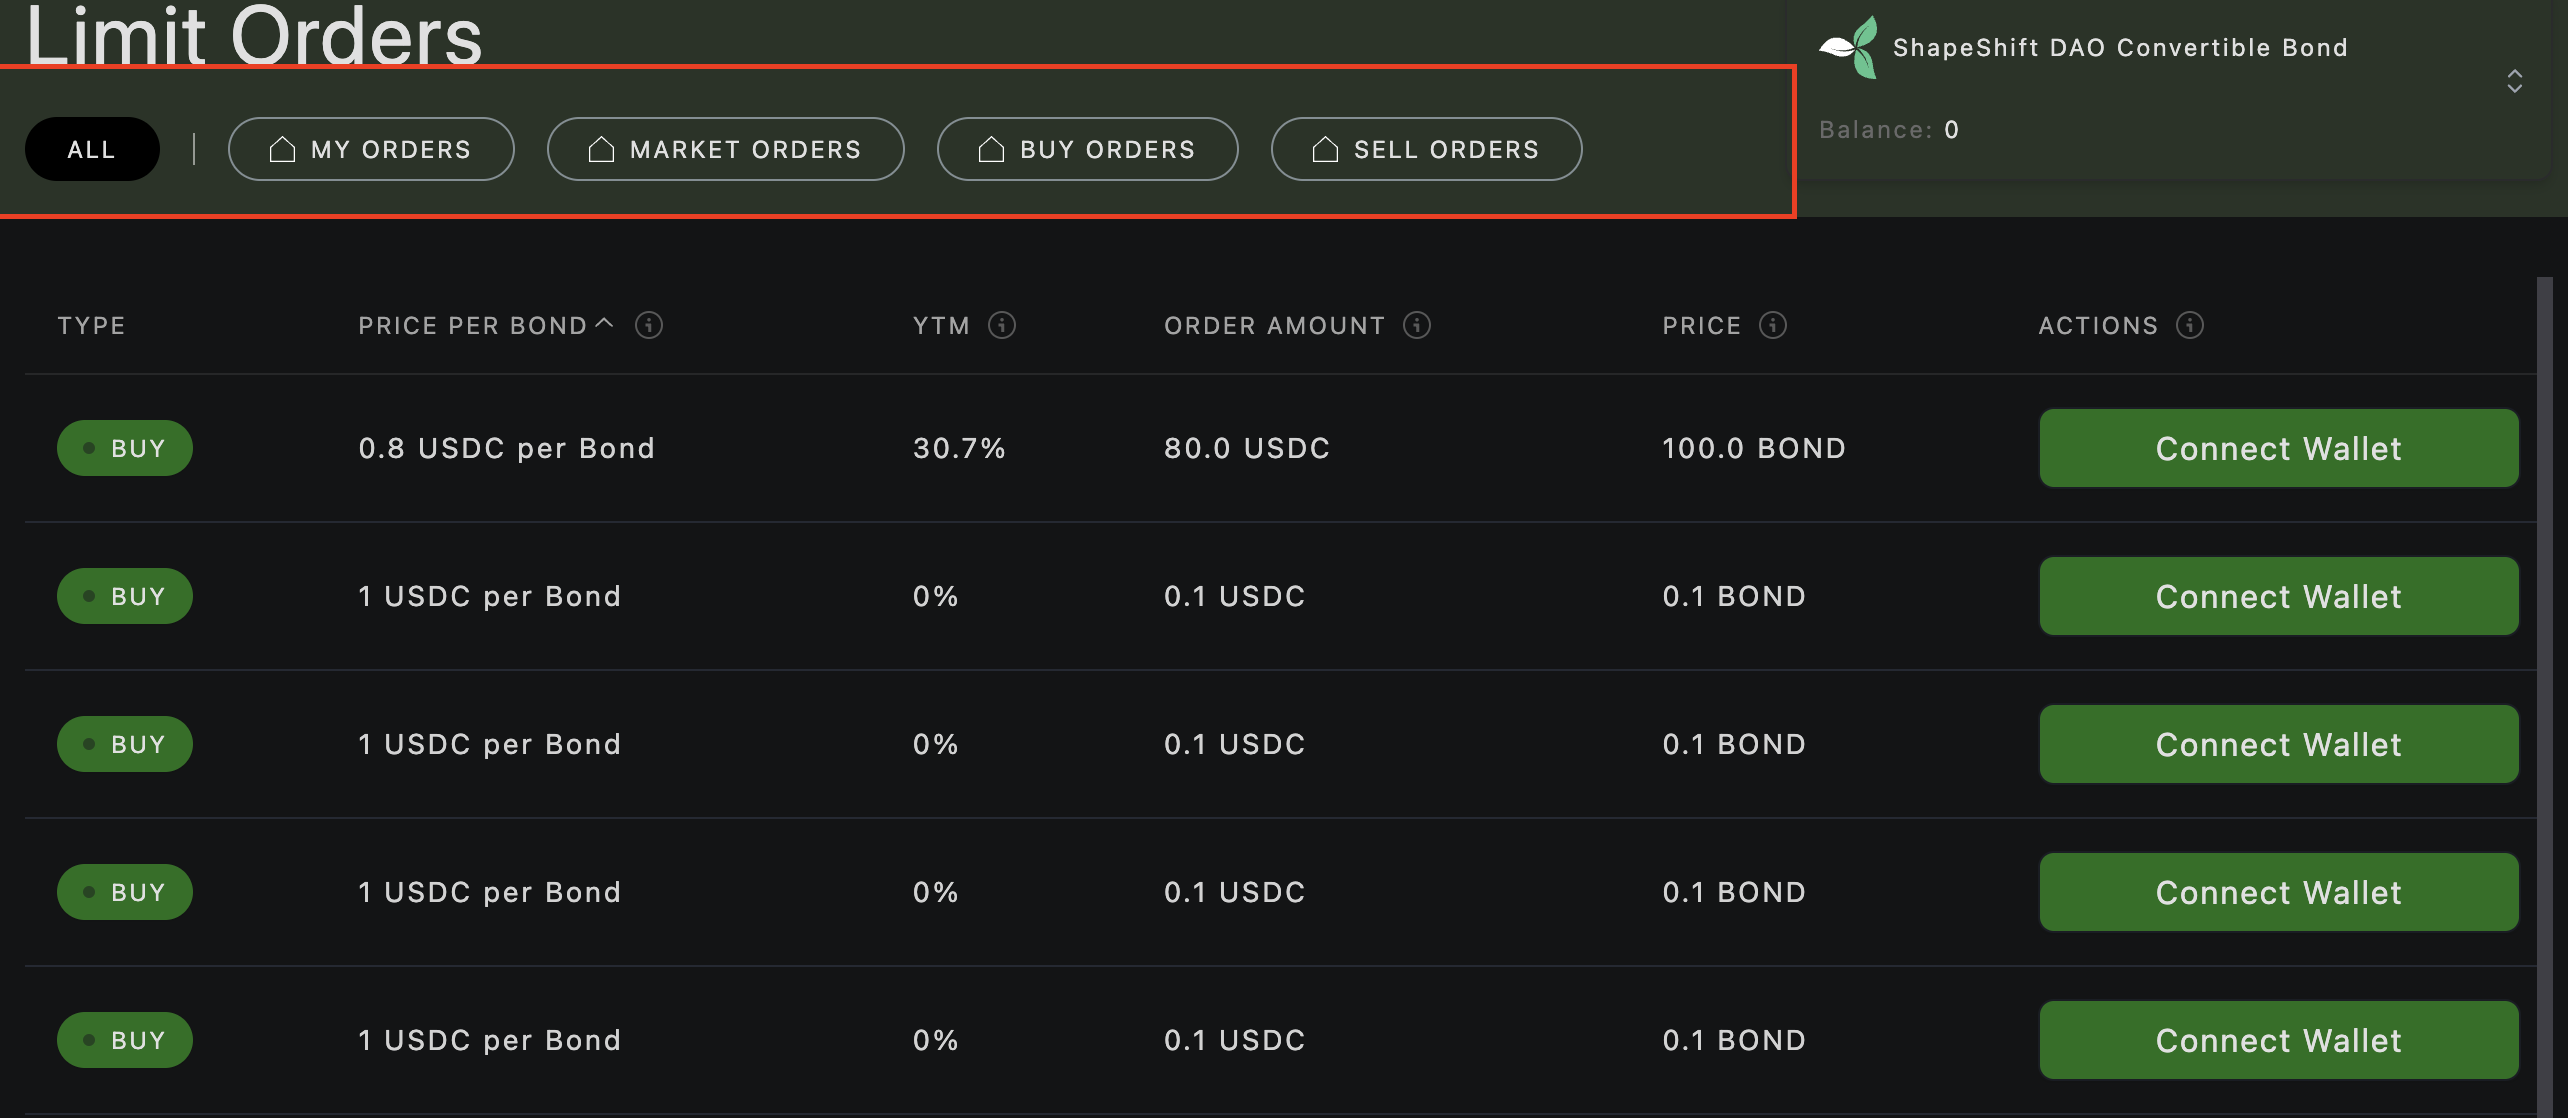 Limit Orders
ShapeShift DAO Convertible Bond
Balance: 0
ALL | MY ORDERS MARKET ORDERS BUY ORDERS SELL ORDERS
TYPE PRICE PER BOND YTM ORDER AMOUNT PRICE ACTIONS
BUY 0.8 USDC per Bond 30.7% 80.0 USDC 100.0 BOND Connect Wallet
BUY 1 USDC per Bond 0% 0.1 USDC 0.1 BOND Connect Wallet
BUY 1 USDC per Bond 0% 0.1 USDC 0.1 BOND Connect Wallet
BUY 1 USDC per Bond 0% 0.1 USDC 0.1 BOND Connect Wallet
BUY 1 USDC per Bond 0% 0.1 USDC 0.1 BOND Connect Wallet